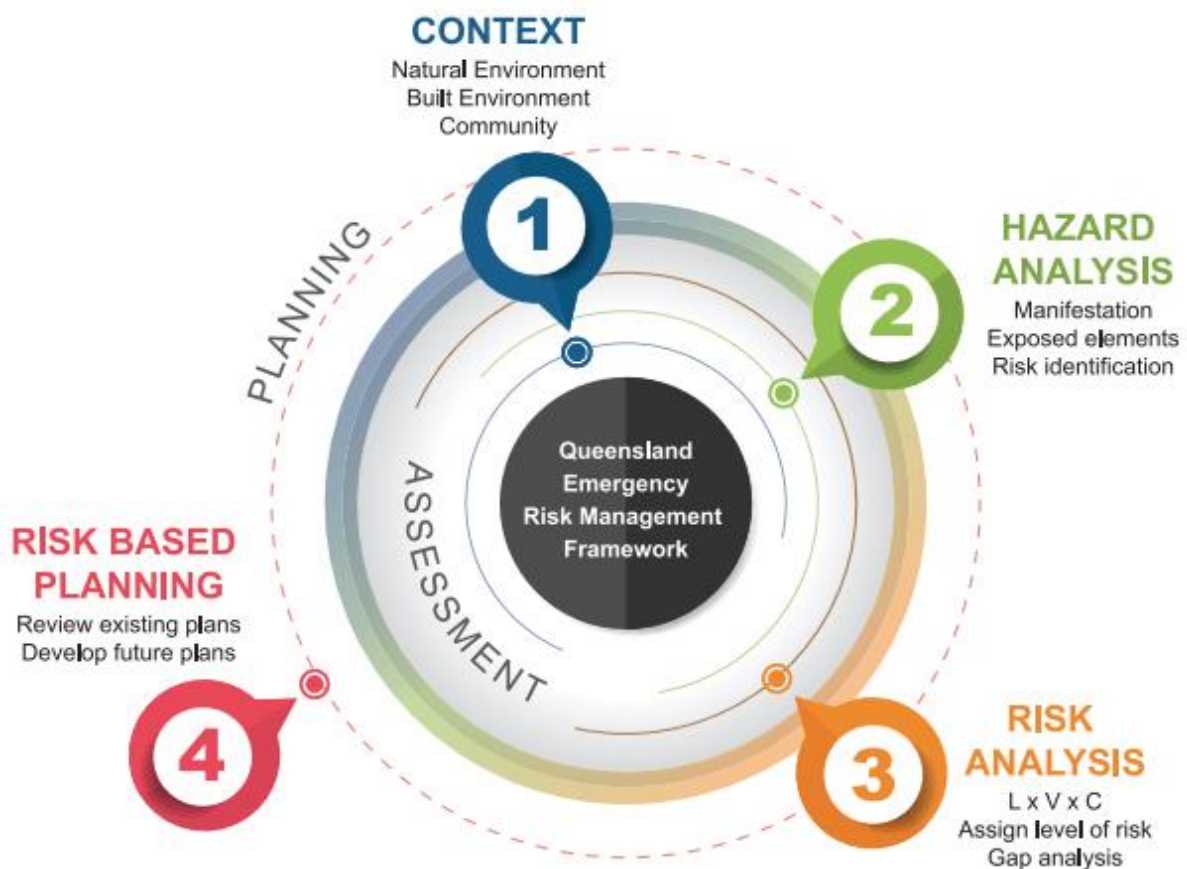 CONTEXT
Natural Environment
Built Environment
Community
1
PLANNING
2
HAZARD
ANALYSIS
Manifestation
Exposed elements
Risk identification
Queensland
Emergency
Risk Management
Framework
ASSESSMENT
RISK BASED
PLANNING
Review existing plans
Develop future plans
4
3
RISK
ANALYSIS
L x V x C
Assign level of risk
Gap analysis